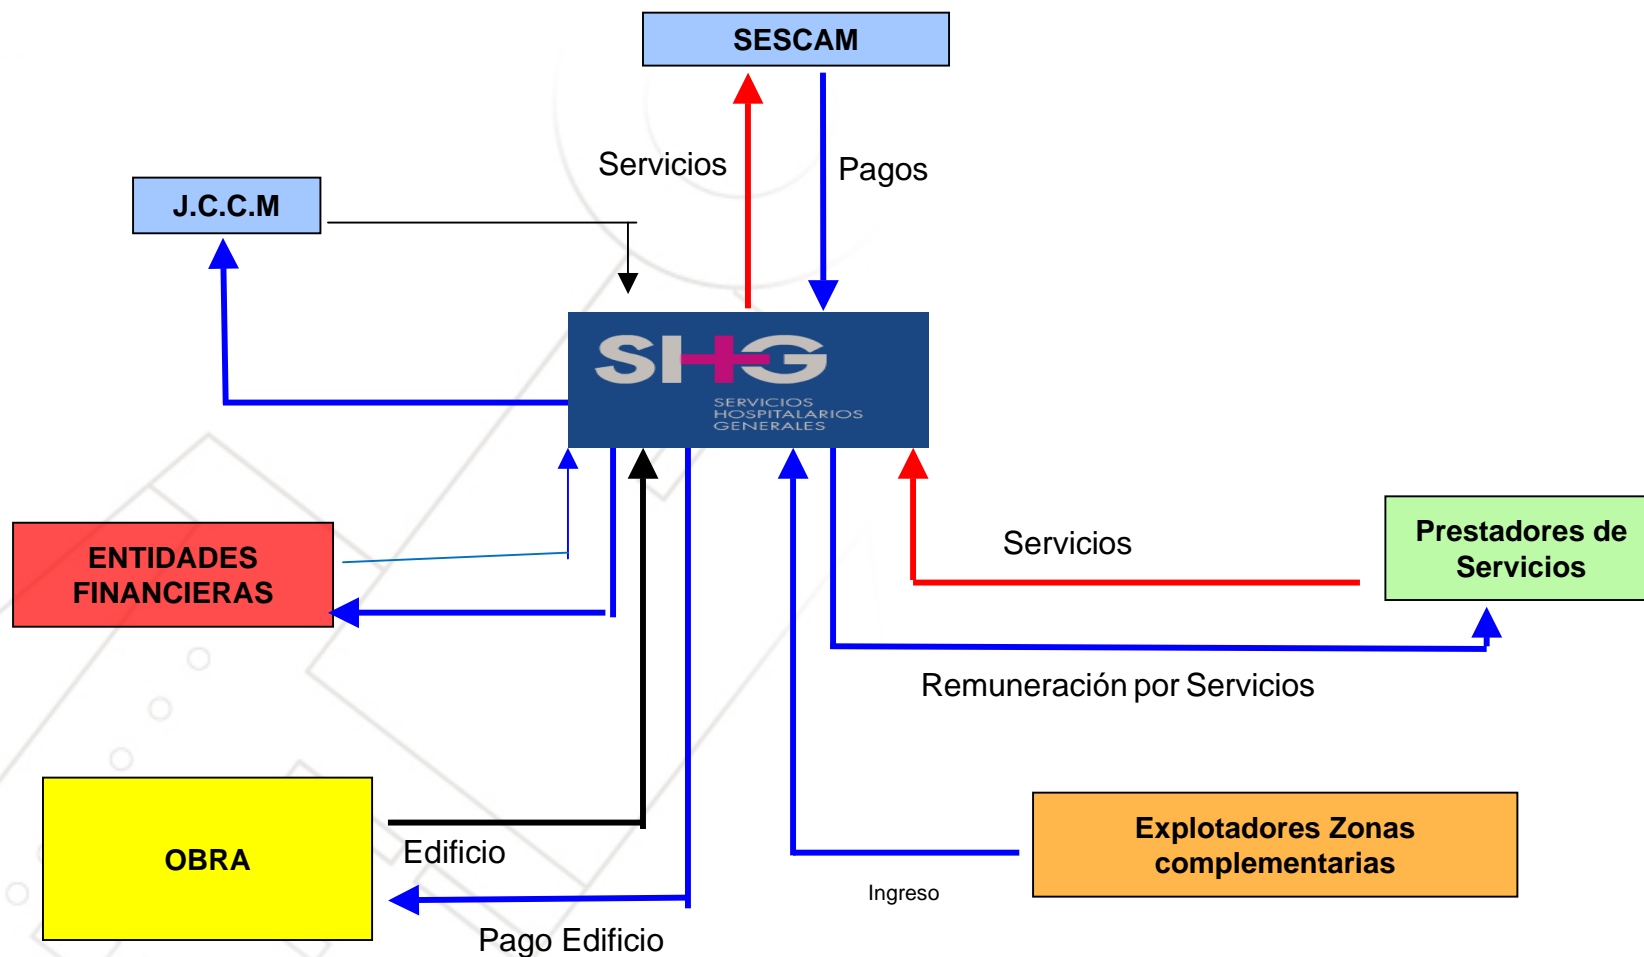 SESCAM
Servicios
Pagos
J.C.C.M
SHG
SERVICIOS
HOSPITALARIOS
GENERALES
ENTIDADES
FINANCIERAS
Servicios
Prestadores de
Servicios
Remuneración por Servicios
OBRA
Edificio
Pago Edificio
Explotadores Zonas
complementarias
Ingreso